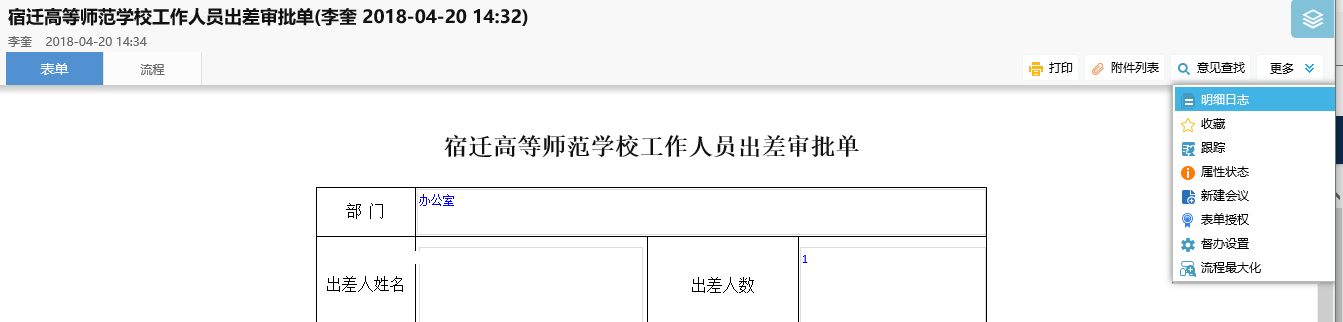 宿迁高等师范学校工作人员出差审批单(李奎 2018-04-20 14:32)
李奎 2018-04-20 14:34
表单 流程 打印 附件列表 意见查找 更多
明细日志
收藏
跟踪
属性状态
新建会议
表单授权
督办设置
流程最大化
宿迁高等师范学校工作人员出差审批单
部 门 办公室
出差人姓名 出差人数 1